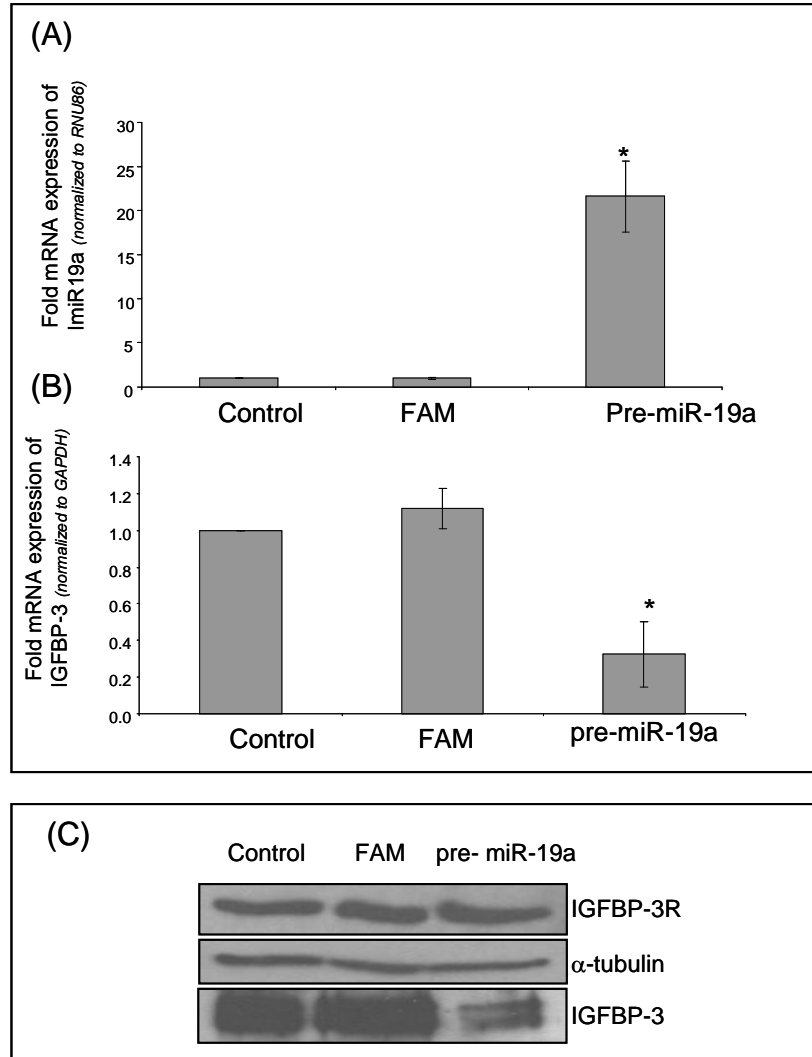 (A)
Fold mRNA expression of
ImiR19a (normalized to RNU86)
30
25
20
15
10
5
0
*
Control FAM Pre-miR-19a
(B)
Fold mRNA expression of
IGFBP-3 (normalized to GAPDH)
1.4
1.2
1.0
0.8
0.6
0.4
0.2
0.0
*
Control FAM pre-miR-19a
(C)
Control FAM pre- miR-19a
IGFBP-3R
α-tubulin
IGFBP-3